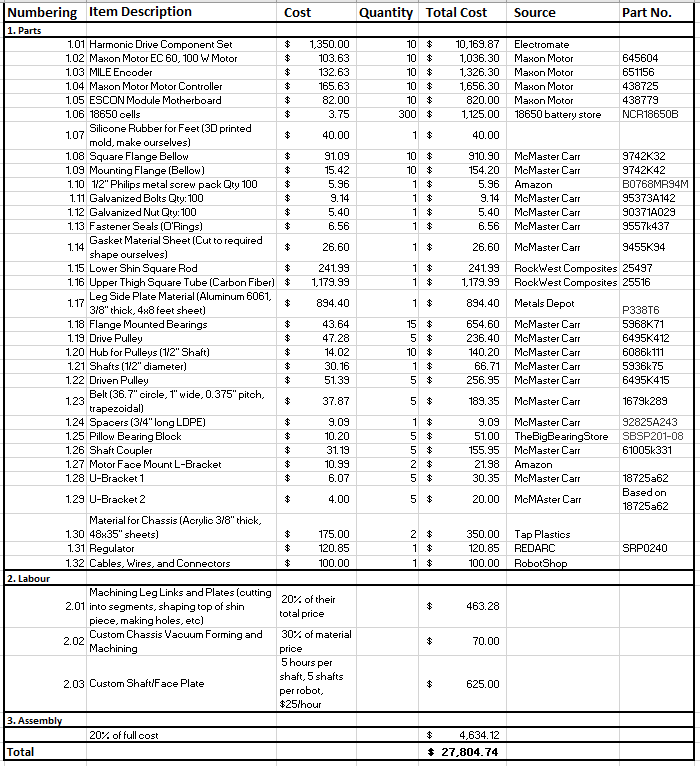 Numbering Item Description Cost Quantity Total Cost Source Part No.
1. Parts
1.01 Harmonic Drive Component Set $ 1,350.00 10 $ 10,169.87 Electromate
1.02 Maxon Motor EC 60, 100 W Motor $ 103.63 10 $ 1,036.30 Maxon Motor 645604
1.03 MILE Encoder $ 132.63 10 $ 1,326.30 Maxon Motor 651156
1.04 Maxon Motor Motor Controller $ 165.63 10 $ 1,656.30 Maxon Motor 438725
1.05 ESCON Module Motherboard $ 82.00 10 $ 820.00 Maxon Motor 438779
1.06 18650 cells $ 3.75 300 $ 1,125.00 18650 battery store NCR18650B
Silicone Rubber for Feet (3D printed
1.07 mold, make ourselves) $ 40.00 1 $ 40.00
1.08 Square Flange Bellow $ 91.09 10 $ 910.90 McMaster Carr 9742K32
1.09 Mounting Flange (Bellow) $ 15.42 10 $ 154.20 McMaster Carr 9742K42
1.10 1/2" Philips metal screw pack Qty 100 $ 5.96 1 $ 5.96 Amazon B0768MR94M
1.11 Galvanized Bolts Qty:100 $ 9.14 1 $ 9.14 McMaster Carr 95373A142
1.12 Galvanized Nut Qty:100 $ 5.40 1 $ 5.40 McMaster Carr 90371A029
1.13 Fastener Seals (O'Rings) $ 6.56 1 $ 6.56 McMaster Carr 9557k437
Gasket Material Sheet (Cut to required
1.14 shape ourselves) $ 26.60 1 $ 26.60 McMaster Carr 9455K94
1.15 Lower Shin Square Rod $ 241.99 1 $ 241.99 RockWest Composites 25497
1.16 Upper Thigh Square Tube (Carbon Fiber) $ 1,179.99 1 $ 1,179.99 RockWest Composites 25516
Leg Side Plate Material (Aluminum 6061,
1.17 3/8" thick, 4x8 feet sheet) $ 894.40 1 $ 894.40 Metals Depot P338T6
1.18 Flange Mounted Bearings $ 43.64 15 $ 654.60 McMaster Carr 5968K71
1.19 Drive Pulley $ 47.28 5 $ 236.40 McMaster Carr 6495K412
1.20 Hub for Pulleys (1/2" Shaft) $ 14.02 10 $ 140.20 McMaster Carr 6086k111
1.21 Shafts (1/2" diameter) $ 30.16 1 $ 66.71 McMaster Carr 5936k75
1.22 Driven Pulley $ 51.39 5 $ 256.95 McMaster Carr 6495K415
Belt (36.7" circle, 1" wide, 0.375" pitch,
1.23 trapezoidal) $ 37.87 5 $ 189.35 McMaster Carr 1679k289
1.24 Spacers (3/4" long LDPE) $ 9.09 1 $ 9.09 McMaster Carr 92825A243
1.25 Pillow Bearing Block $ 10.20 5 $ 51.00 TheBigBearingStore SBSP201-08
1.26 Shaft Coupler $ 31.19 5 $ 155.95 McMaster Carr 61005k331
1.27 Motor Face Mount L-Bracket $ 10.99 2 $ 21.98 Amazon
1.28 U-Bracket 1 $ 6.07 5 $ 30.35 McMaster Carr 18725a62
1.29 U-Bracket 2 $ 4.00 5 $ 20.00 McMAster Carr Based on
18725a62
Material for Chassis (Acrylic 3/8" thick,
1.30 48x35" sheets) $ 175.00 2 $ 350.00 Tap Plastics
1.31 Regulator $ 120.85 1 $ 120.85 REDARC SRP0240
1.32 Cables, Wires, and Connectors $ 100.00 1 $ 100.00 RobotShop
2. Labour
Machining Leg Links and Plates (cutting
2.01 into segments, shaping top of shin
piece, making holes, etc) 20% of their
total price $ 463.28
2.02 Custom Chassis Vacuum Forming and
Machining 30% of material
price $ 70.00
2.03 Custom Shaft/Face Plate 5 hours per
shaft, 5 shafts
per robot,
$25/hour $ 625.00
3. Assembly
20% of full cost $ 4,634.12
Total $ 27,804.74